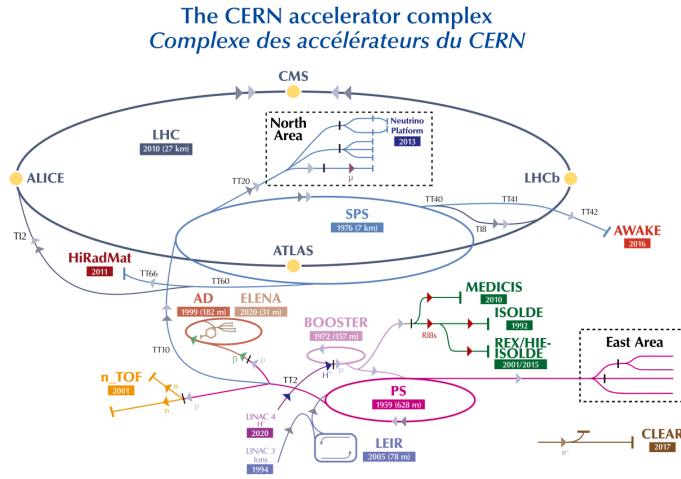 The CERN accelerator complex
Complexe des accélérateurs du CERN
CMS
North
Area
Neutrino
Platform
2013
LHC
2010 (27 km)
TT20
μ
ALICE
LHCb
TT40
TT41
SPS
1976 (7 km)
TI8
TT42
TI2
AWAKE
2016
ATLAS
HiRadMat
2011
TT66
TT60
MEDICIS
2010
AD
1999 (182 m)
ELENA
2020 (31 m)
ISOLDE
1992
BOOSTER
1972 (157 m)
RIBs
REX/HIE-
ISOLDE
2001/2015
East Area
TT10
p
p
H⁻
p
n_TOF
2001
n
n
p
TT2
PS
1959 (628 m)
LINAC 4
H⁻
2020
LINAC 3
Ions
1994
LEIR
2005 (78 m)
CLEAR
2017
e⁻